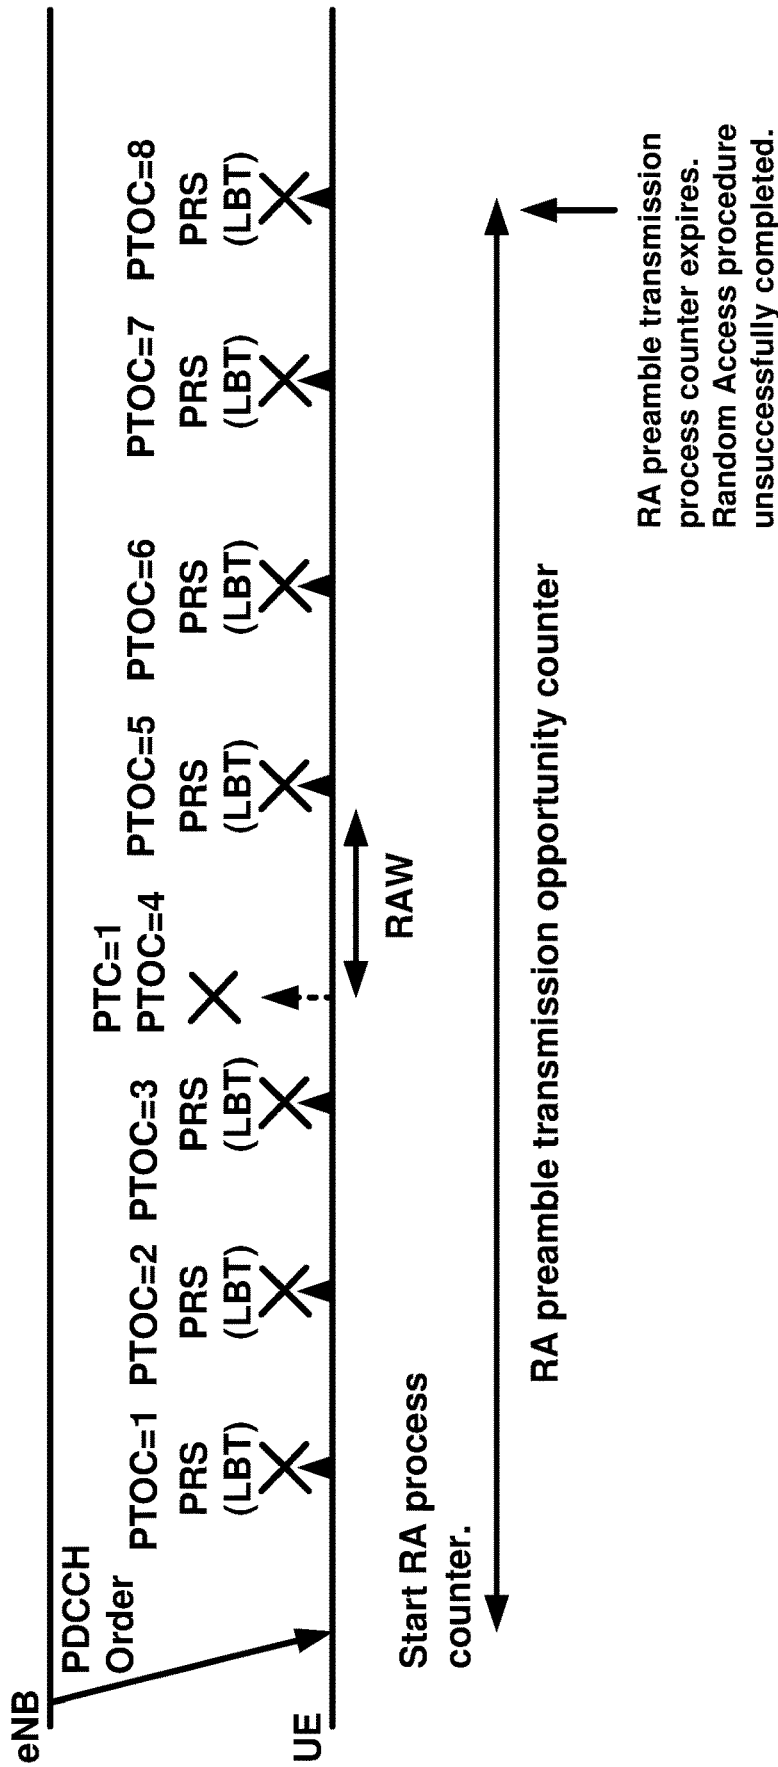 eNB
PDCCH
Order
PTOC=1
PRS
(LBT)
PTOC=2
PRS
(LBT)
PTOC=3
PRS
(LBT)
PTC=1
PTOC=4
PTOC=5
PRS
(LBT)
PTOC=6
PRS
(LBT)
PTOC=7
PRS
(LBT)
PTOC=8
PRS
(LBT)
UE
RAW
Start RA process
counter.
RA preamble transmission opportunity counter
RA preamble transmission
process counter expires.
Random Access procedure
unsuccessfully completed.